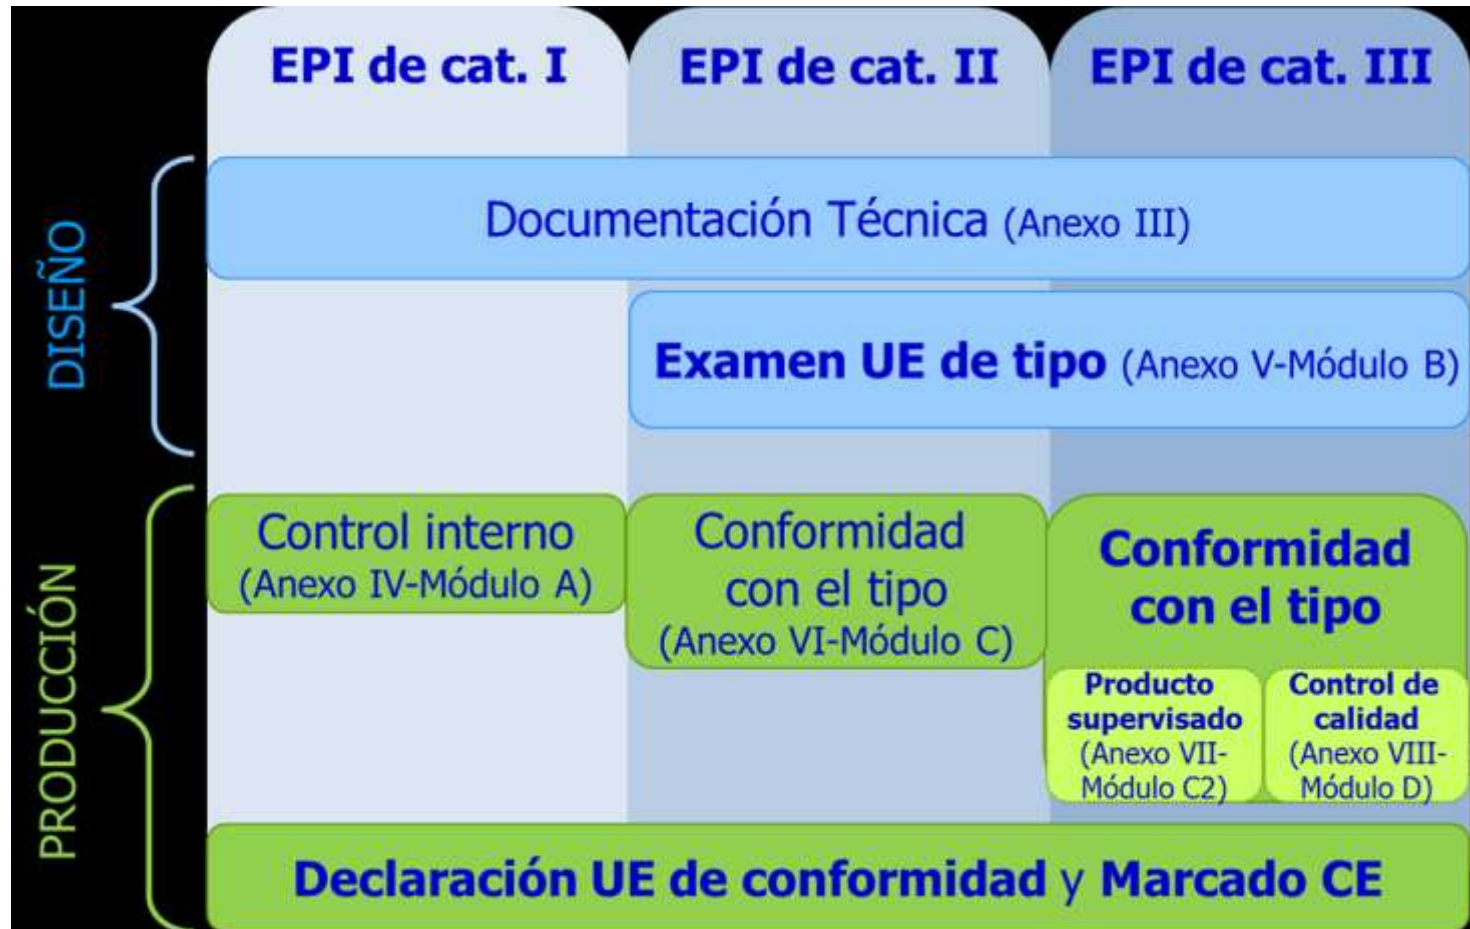 EPI de cat. I
EPI de cat. II
EPI de cat. III
DISEÑO
Documentación Técnica (Anexo III)
Examen UE de tipo (Anexo V-Módulo B)
PRODUCCIÓN
Control interno
(Anexo IV-Módulo A)
Conformidad
con el tipo
(Anexo VI-Módulo C)
Conformidad
con el tipo
Producto
supervisado
(Anexo VII-
Módulo C2)
Control de
calidad
(Anexo VIII-
Módulo D)
Declaración UE de conformidad y Marcado CE